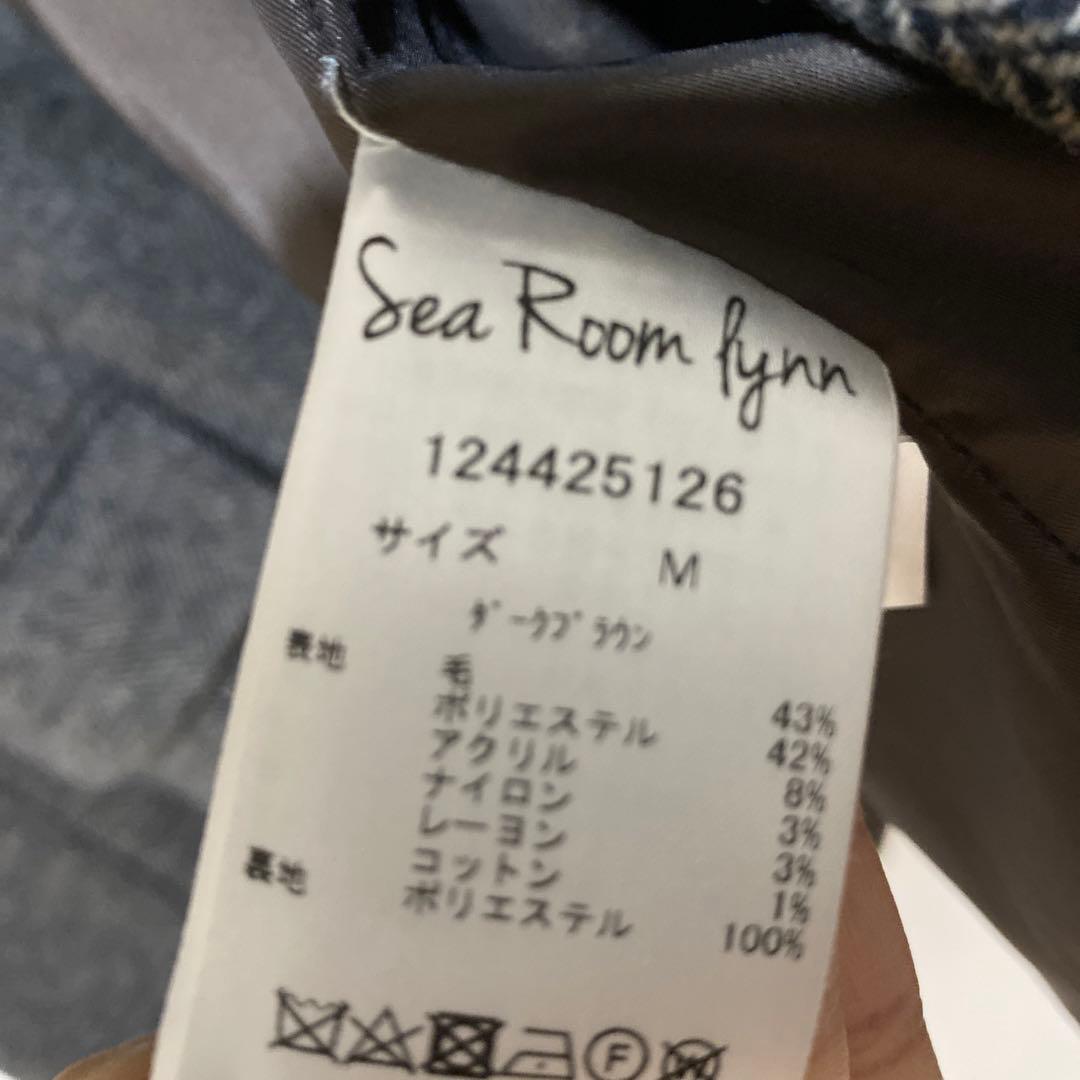 Sea Room lynn
124425126
サイズ M
ﾀﾞｰｸﾌﾞﾗｳﾝ
表地 毛 43%
ポリエステル 42%
アクリル 8%
ナイロン 3%
レーヨン 3%
コットン 1%
裏地 ポリエステル 100%
F
W